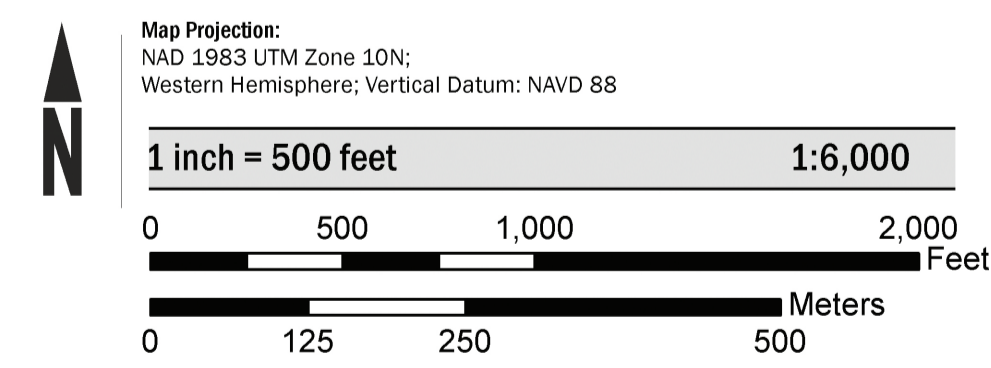 N
Map Projection:
NAD 1983 UTM Zone 10N;
Western Hemisphere; Vertical Datum: NAVD 88
1 inch = 500 feet 1:6,000
0 500 1,000 2,000
Feet
Meters
0 125 250 500